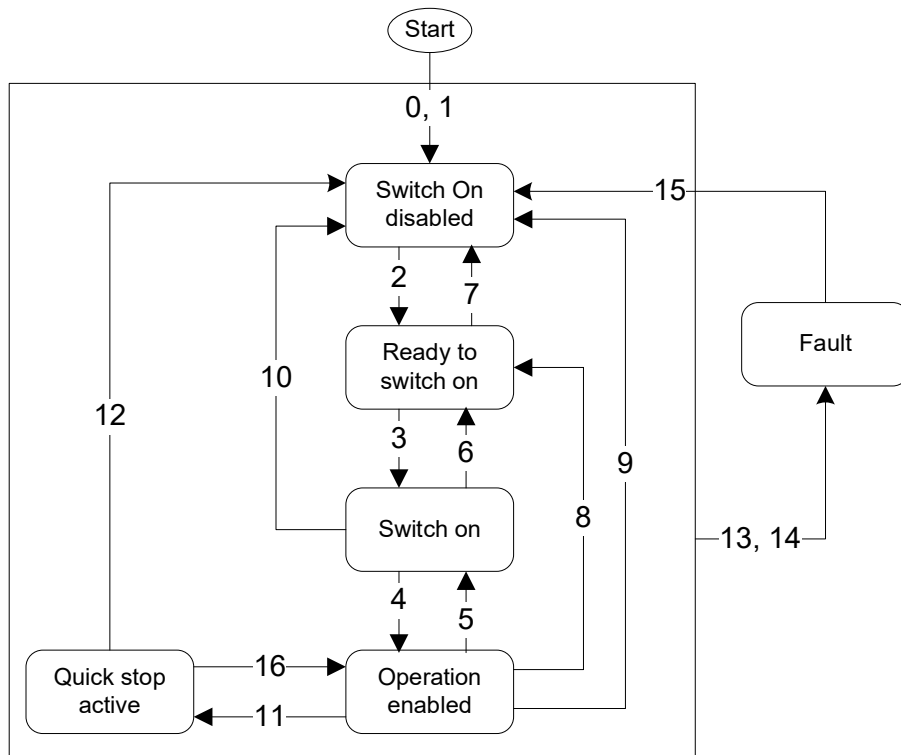 Start
0, 1
Switch On
disabled
15
2
7
Fault
Ready to
switch on
10
12
3
6
9
8
Switch on
13, 14
4
5
Quick stop
active
16
11
Operation
enabled